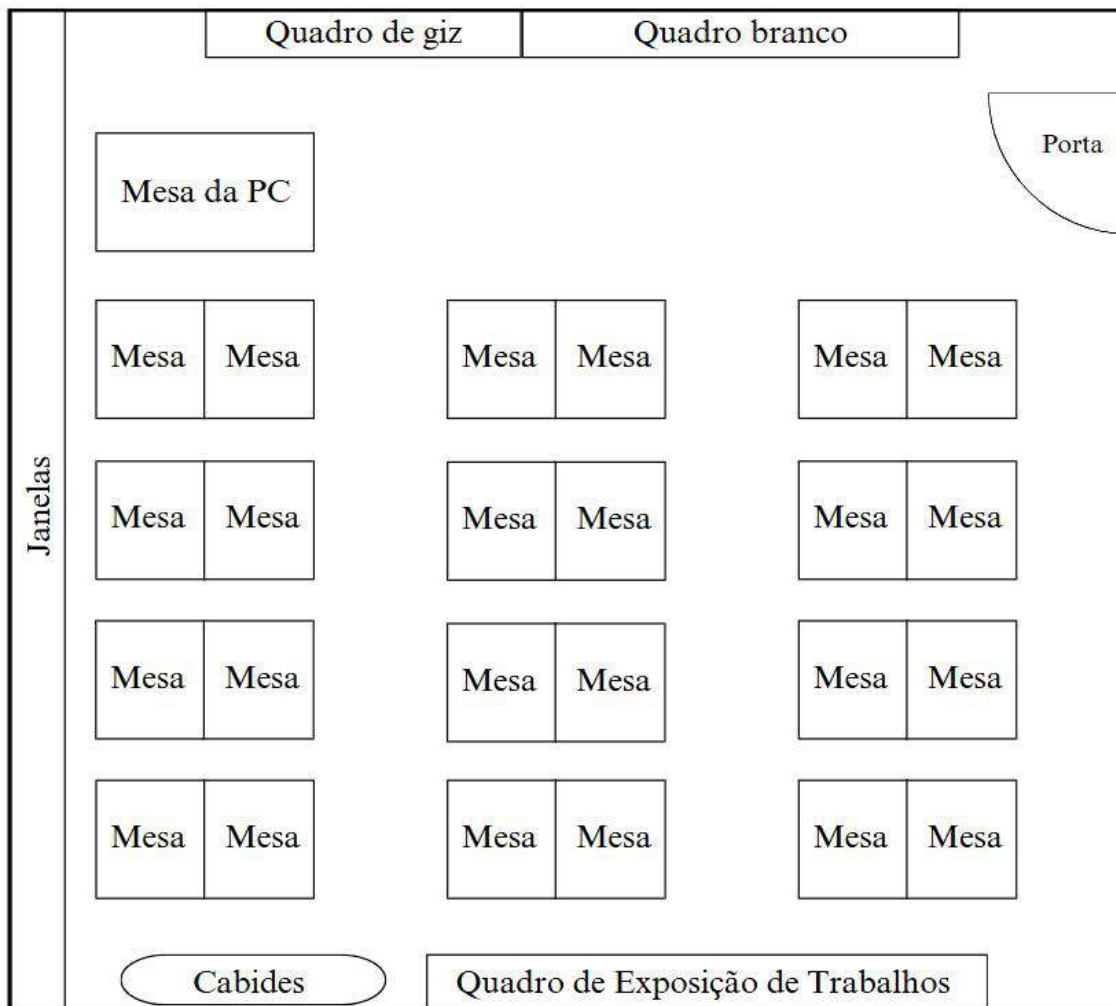 Quadro de giz Quadro branco
Porta
Mesa da PC
Mesa Mesa Mesa Mesa Mesa Mesa
Janelas
Mesa Mesa Mesa Mesa Mesa Mesa
Mesa Mesa Mesa Mesa Mesa Mesa
Mesa Mesa Mesa Mesa Mesa Mesa
Cabides Quadro de Exposição de Trabalhos